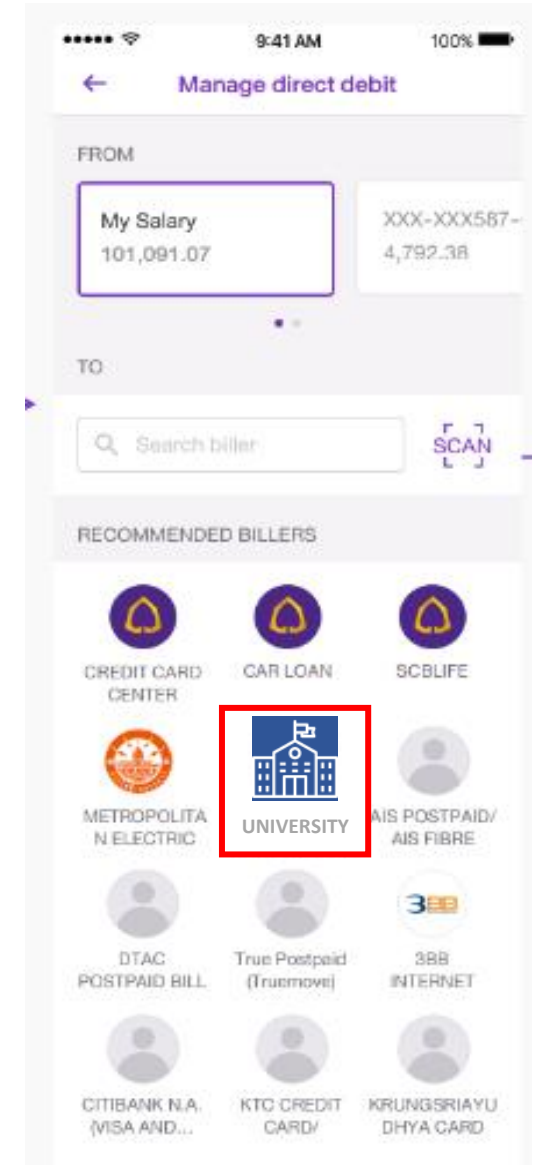 9:41 AM 100%
← Manage direct debit
FROM
My Salary XXX-XXX587-
101,091.07 4,792.38
TO
Search biller SCAN
RECOMMENDED BILLERS
CREDIT CARD CAR LOAN SCBLIFE
CENTER
METROPOLITA UNIVERSITY AIS POSTPAID/
N ELECTRIC AIS FIBRE
3BB
DTAC True Postpaid 3BB
POSTPAID BILL (Truemove) INTERNET
CITIBANK N.A. KTC CREDIT KRUNGSRIAYU
(VISA AND... CARD/ DHYA CARD